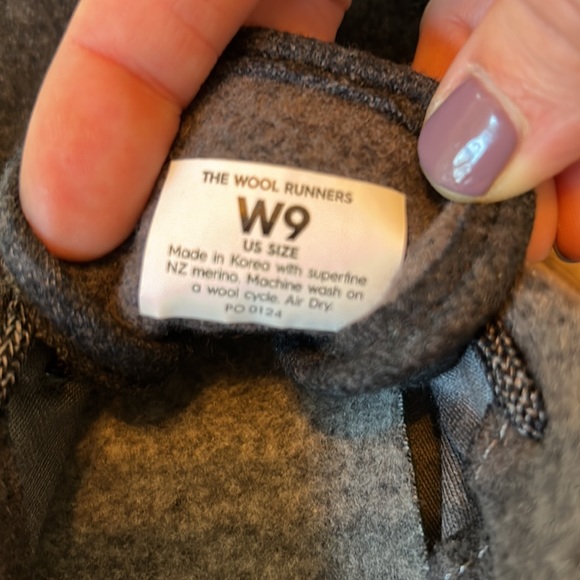 THE WOOL RUNNERS
W9
US SIZE
Made in Korea with superfine
NZ merino. Machine wash on
a wool cycle. Air Dry.
PO 0124